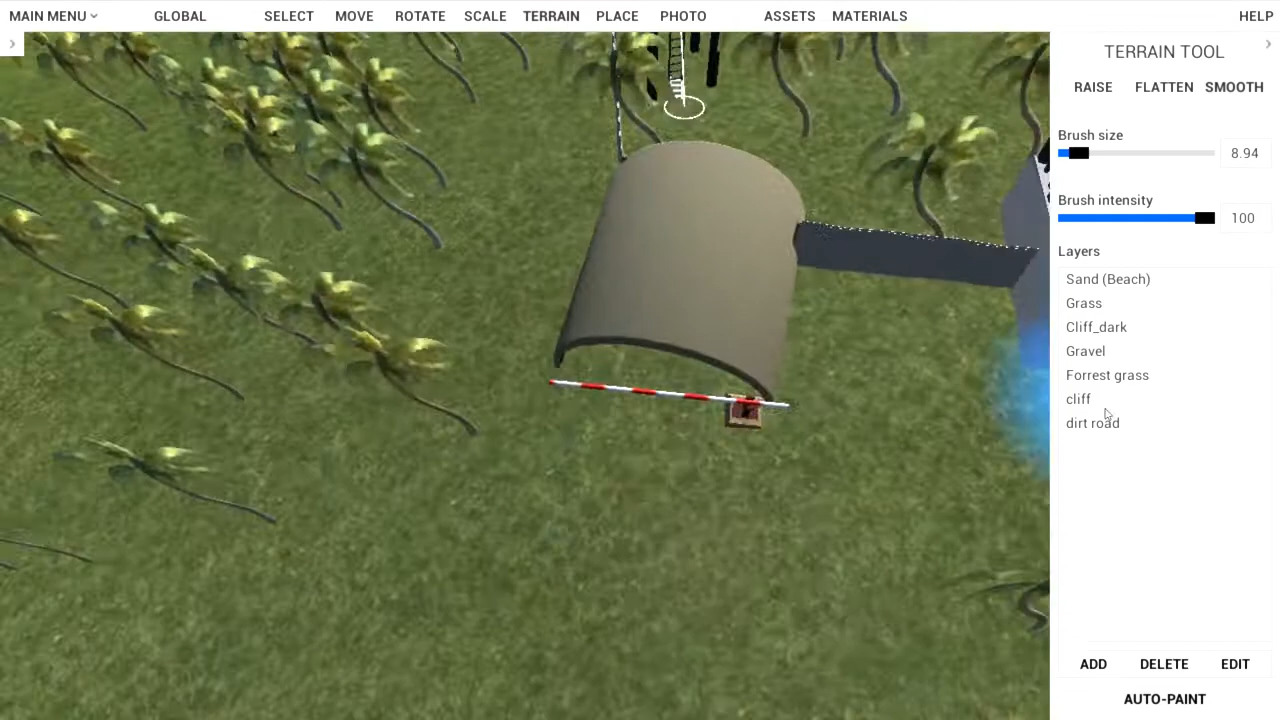 MAIN MENU GLOBAL SELECT MOVE ROTATE SCALE TERRAIN PLACE PHOTO ASSETS MATERIALS HELP
TERRAIN TOOL
RAISE FLATTEN SMOOTH
Brush size
8.94
Brush intensity
100
Layers
Sand (Beach)
Grass
Cliff_dark
Gravel
Forrest grass
cliff
dirt road
ADD DELETE EDIT
AUTO-PAINT